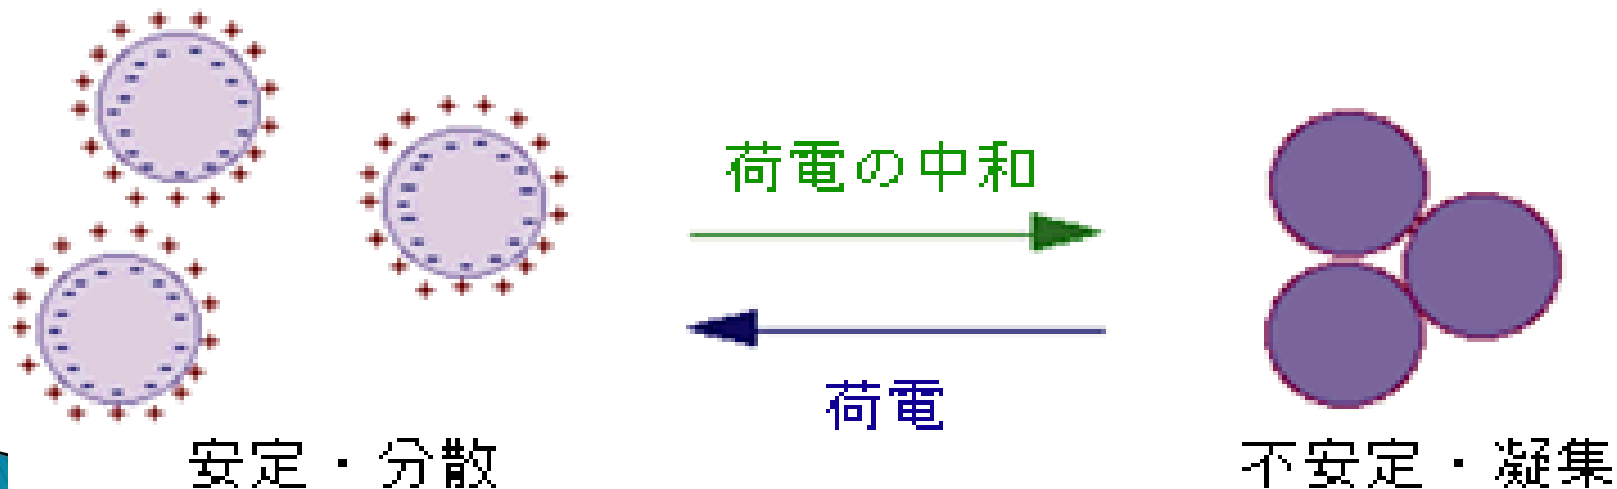 荷電の中和
荷電
安定・分散
不安定・凝集